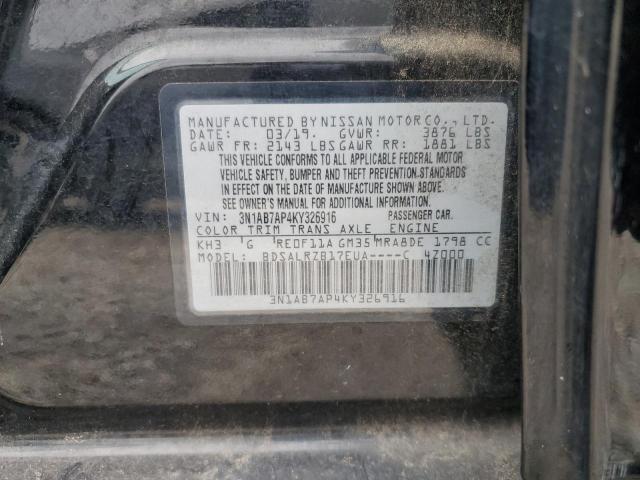 MANUFACTURED BY NISSAN MOTOR CO., LTD.
DATE: 03/19. GVWR: 3876 LBS
GAWR FR: 2143 LBS GAWR RR: 1881 LBS
THIS VEHICLE CONFORMS TO ALL APPLICABLE FEDERAL MOTOR
VEHICLE SAFETY, BUMPER AND THEFT PREVENTION STANDARDS
IN EFFECT ON THE DATE OF MANUFACTURE SHOWN ABOVE.
SEE OWNER'S MANUAL FOR ADDITIONAL INFORMATION.
VIN: 3N1AB7AP4KY326916 PASSENGER CAR.
COLOR TRIM TRANS AXLE ENGINE
KH3 G RE0F11A GM35 MRA8DE 1798 CC
MODEL: BDSALRZB17EUA----C 4Z000
3N1AB7AP4KY326916